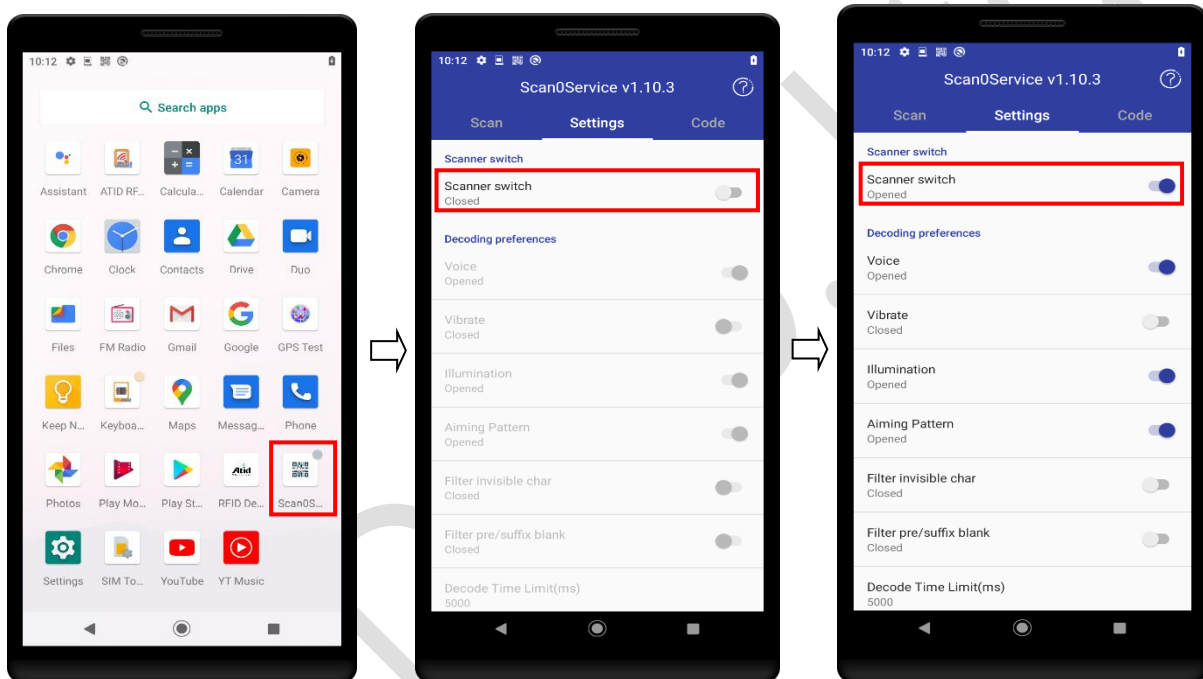 10:12
Search apps
31
Assistant ATID RF... Calcula... Calendar Camera
Chrome Clock Contacts Drive Duo
Files FM Radio Gmail Google GPS Test
Keep N... Keyboa... Maps Messag... Phone
Atid
Photos Play Mo... Play St... RFID De... Scan0S...
Settings SIM To... YouTube YT Music
10:12
Scan0Service v1.10.3
Scan Settings Code
Scanner switch
Scanner switch
Closed
Decoding preferences
Voice
Opened
Vibrate
Closed
Illumination
Opened
Aiming Pattern
Opened
Filter invisible char
Closed
Filter pre/suffix blank
Closed
Decode Time Limit(ms)
5000
10:12
Scan0Service v1.10.3
Scan Settings Code
Scanner switch
Scanner switch
Opened
Decoding preferences
Voice
Opened
Vibrate
Closed
Illumination
Opened
Aiming Pattern
Opened
Filter invisible char
Closed
Filter pre/suffix blank
Closed
Decode Time Limit(ms)
5000